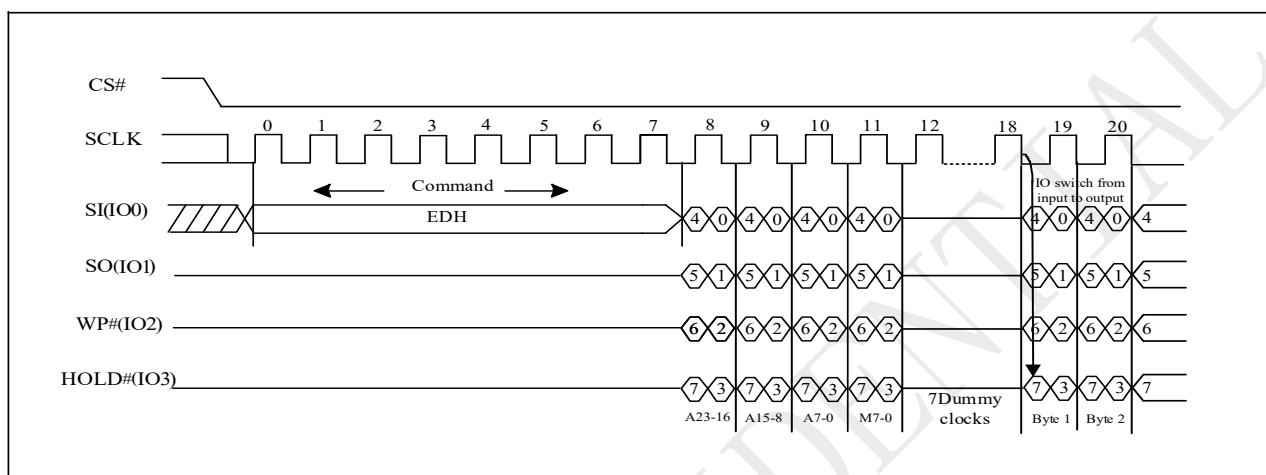 CS#
0 1 2 3 4 5 6 7 8 9 10 11 12 18 19 20
SCLK
Command
IO switch from
input to output
SI(IO0)
EDH
4 0 4 0 4 0 4 0 4 0 4 0 4
SO(IO1)
5 1 5 1 5 1 5 1 5 1 5 1 5
WP#(IO2)
6 2 6 2 6 2 6 2 6 2 6 2 6
HOLD#(IO3)
7 3 7 3 7 3 7 3 7 3 7 3 7
A23-16 A15-8 A7-0 M7-0 7Dummy
clocks Byte 1 Byte 2